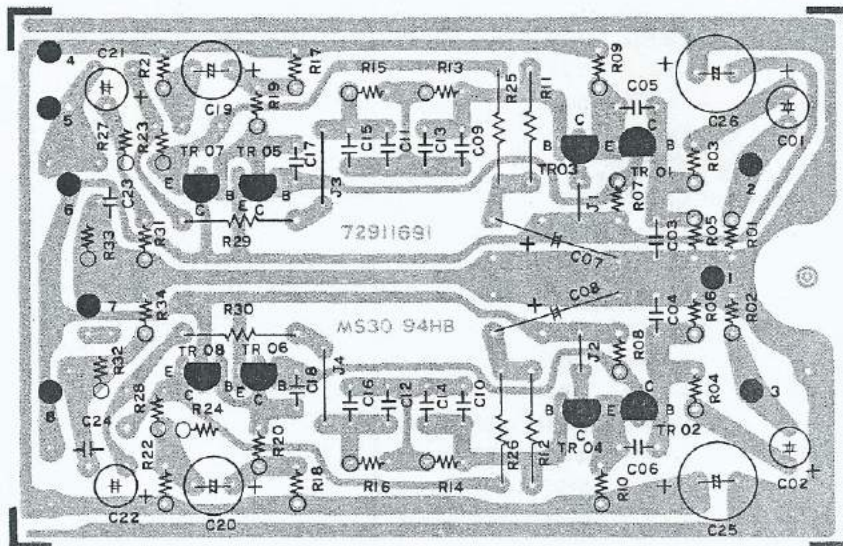 4
C21
R21
C19
R19
R17
R15
R13
R25
R11
R09
C05
C26
C01
5
R27
R23
TR 07
TR 05
C17
C15
C11
C13
C09
C
B
E
C
B
TR03
TR 01
R03
2
6
C23
E
B
E
B
C
C
J3
J1
R07
R33
R31
R29
72911691
C07
C03
R05
R01
1
7
R34
R30
MS30 94HB
C08
C04
R06
R02
R32
TR 08
TR 06
J4
J2
R08
8
E
B
E
B
C
C
C18
C16
C12
C14
C10
B
C
E
C
B
R04
3
R28
R24
C24
R22
R20
R26
R12
TR 04
TR 02
C06
R18
R16
R14
R10
C22
C20
C25
C02